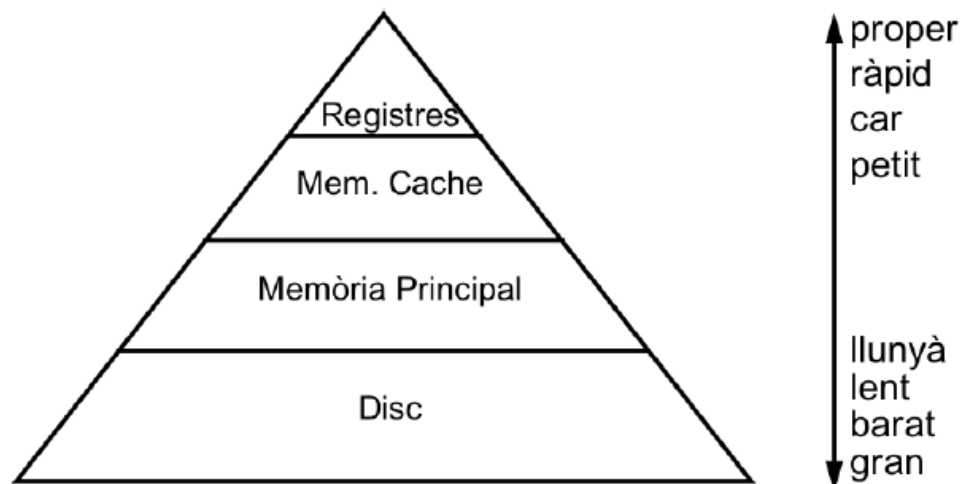 Registres
Mem. Cache
Memòria Principal
Disc
proper
ràpid
car
petit
llunyà
lent
barat
gran